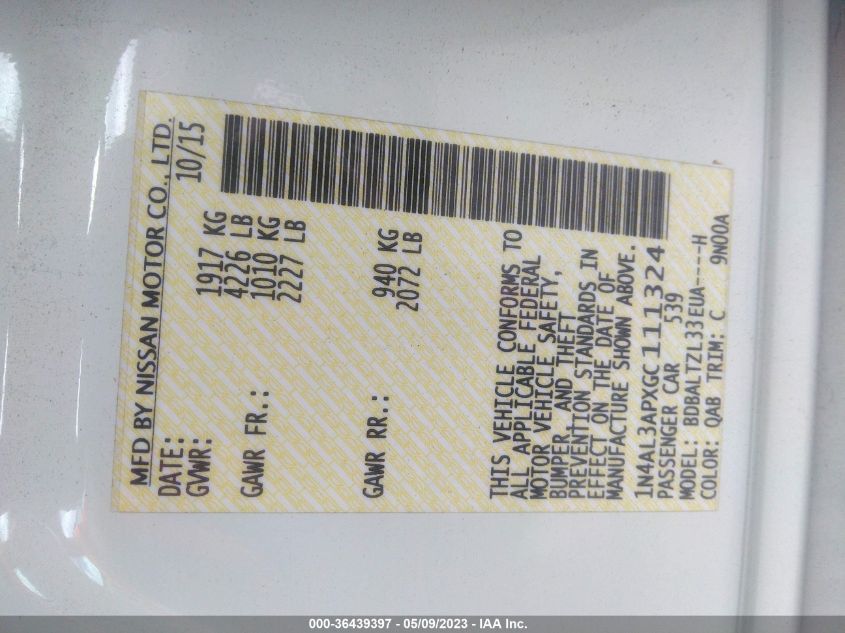 MFD BY NISSAN MOTOR CO., LTD.
DATE: 10/15
GVWR: 1917 KG
4226 LB
GAWR FR.: 1010 KG
2227 LB
GAWR RR.: 940 KG
2072 LB
THIS VEHICLE CONFORMS TO
ALL APPLICABLE FEDERAL
MOTOR VEHICLE SAFETY,
BUMPER AND THEFT
PREVENTION STANDARDS IN
EFFECT ON THE DATE OF
MANUFACTURE SHOWN ABOVE.
1N4AL3APXGC111324
PASSENGER CAR 539
MODEL: BDBALTZL33EUA----H
COLOR: QAB TRIM: C 9N00A
000-36439397 - 05/09/2023 - IAA Inc.